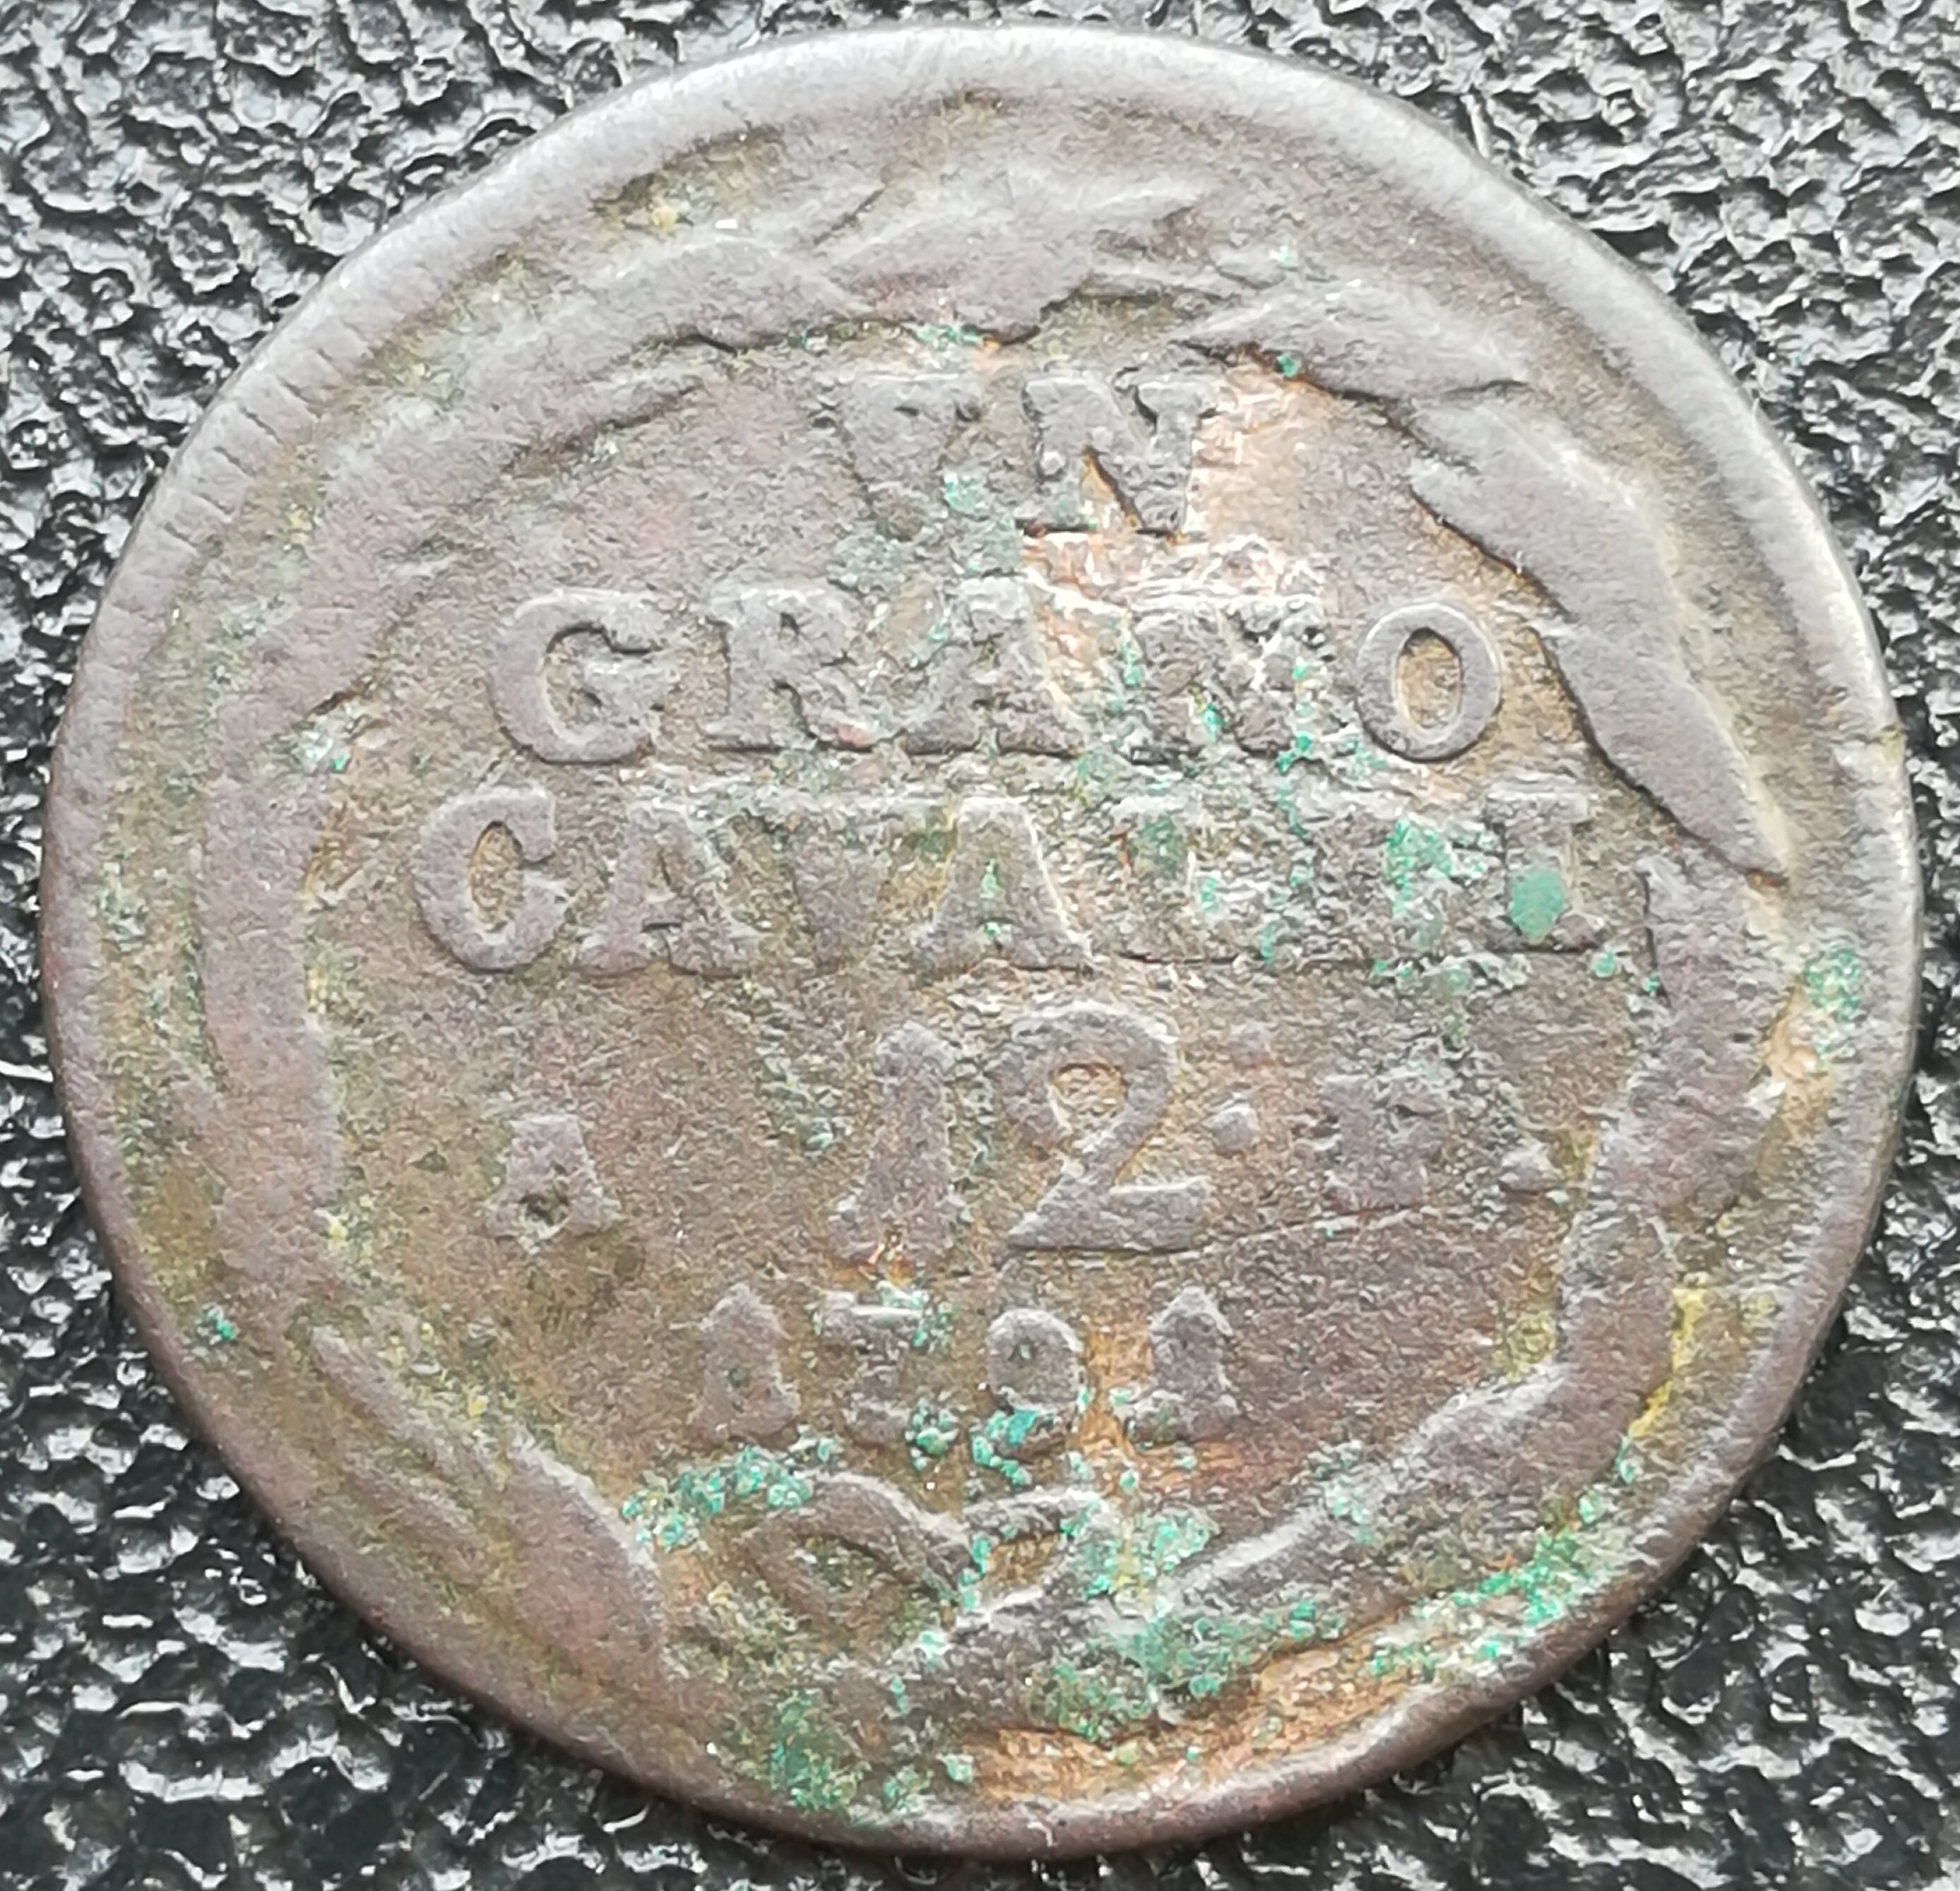 VN
GRANO
CAVALLI
A 12 : P.
1791